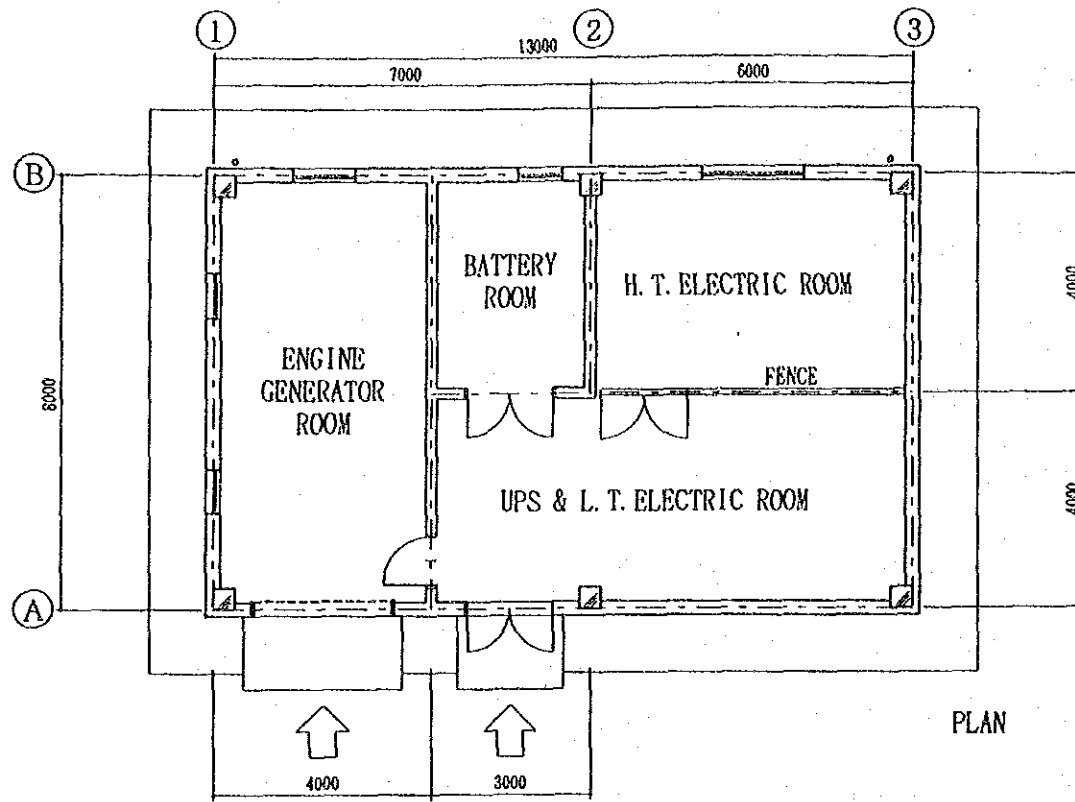 1
2
3
13000
7000
6000
B
BATTERY
ROOM
H. T. ELECTRIC ROOM
4000
ENGINE
GENERATOR
ROOM
FENCE
8000
UPS & L. T. ELECTRIC ROOM
4000
A
PLAN
4000
3000